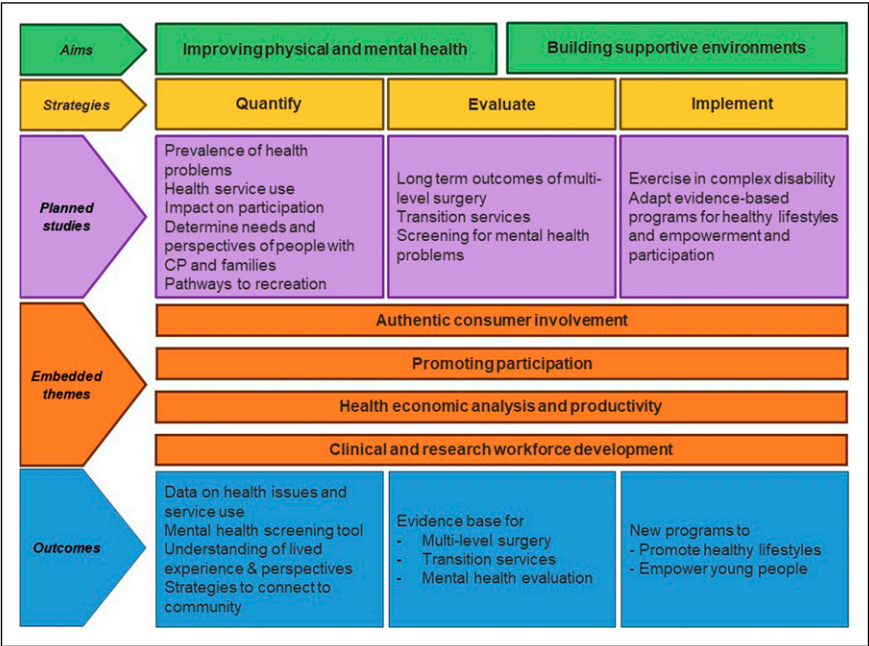 Aims
Improving physical and mental health
Building supportive environments
Strategies
Quantify
Evaluate
Implement
Planned
studies
Prevalence of health
problems
Health service use
Impact on participation
Determine needs and
perspectives of people with
CP and families
Pathways to recreation
Long term outcomes of multi-
level surgery
Transition services
Screening for mental health
problems
Exercise in complex disability
Adapt evidence-based
programs for healthy lifestyles
and empowerment and
participation
Embedded
themes
Authentic consumer involvement
Promoting participation
Health economic analysis and productivity
Clinical and research workforce development
Outcomes
Data on health issues and
service use
Mental health screening tool
Understanding of lived
experience & perspectives
Strategies to connect to
community
Evidence base for
- Multi-level surgery
- Transition services
- Mental health evaluation
New programs to
- Promote healthy lifestyles
- Empower young people